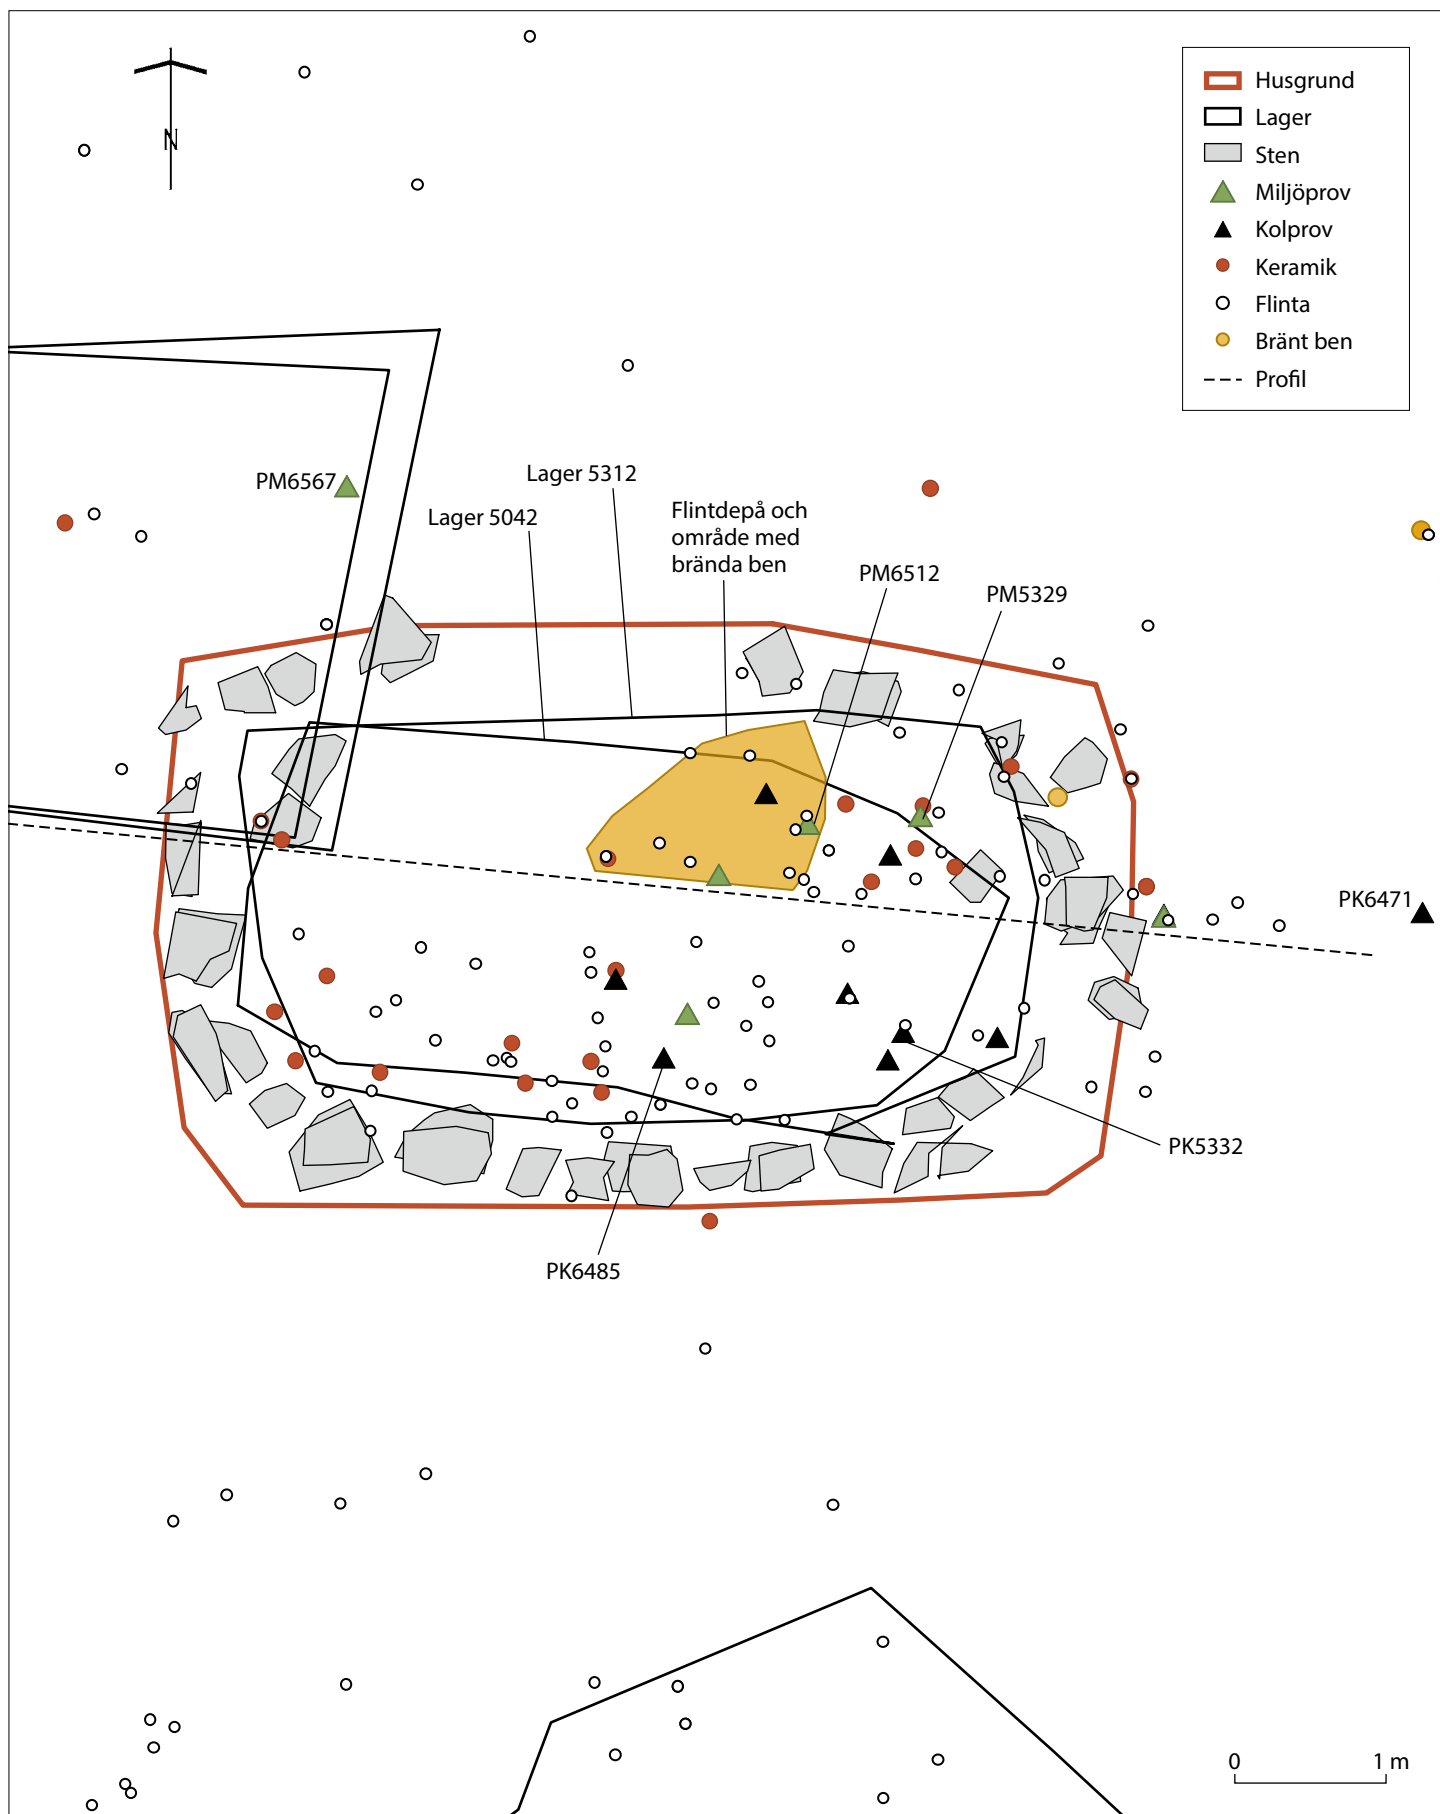 N
Husgrund
Lager
Sten
Miljöprov
Kolprov
Keramik
Flinta
Bränt ben
Profil
PM6567
Lager 5312
Lager 5042
Flintdepå och
område med
brända ben
PM6512
PM5329
PK6471
PK5332
PK6485
0 1 m